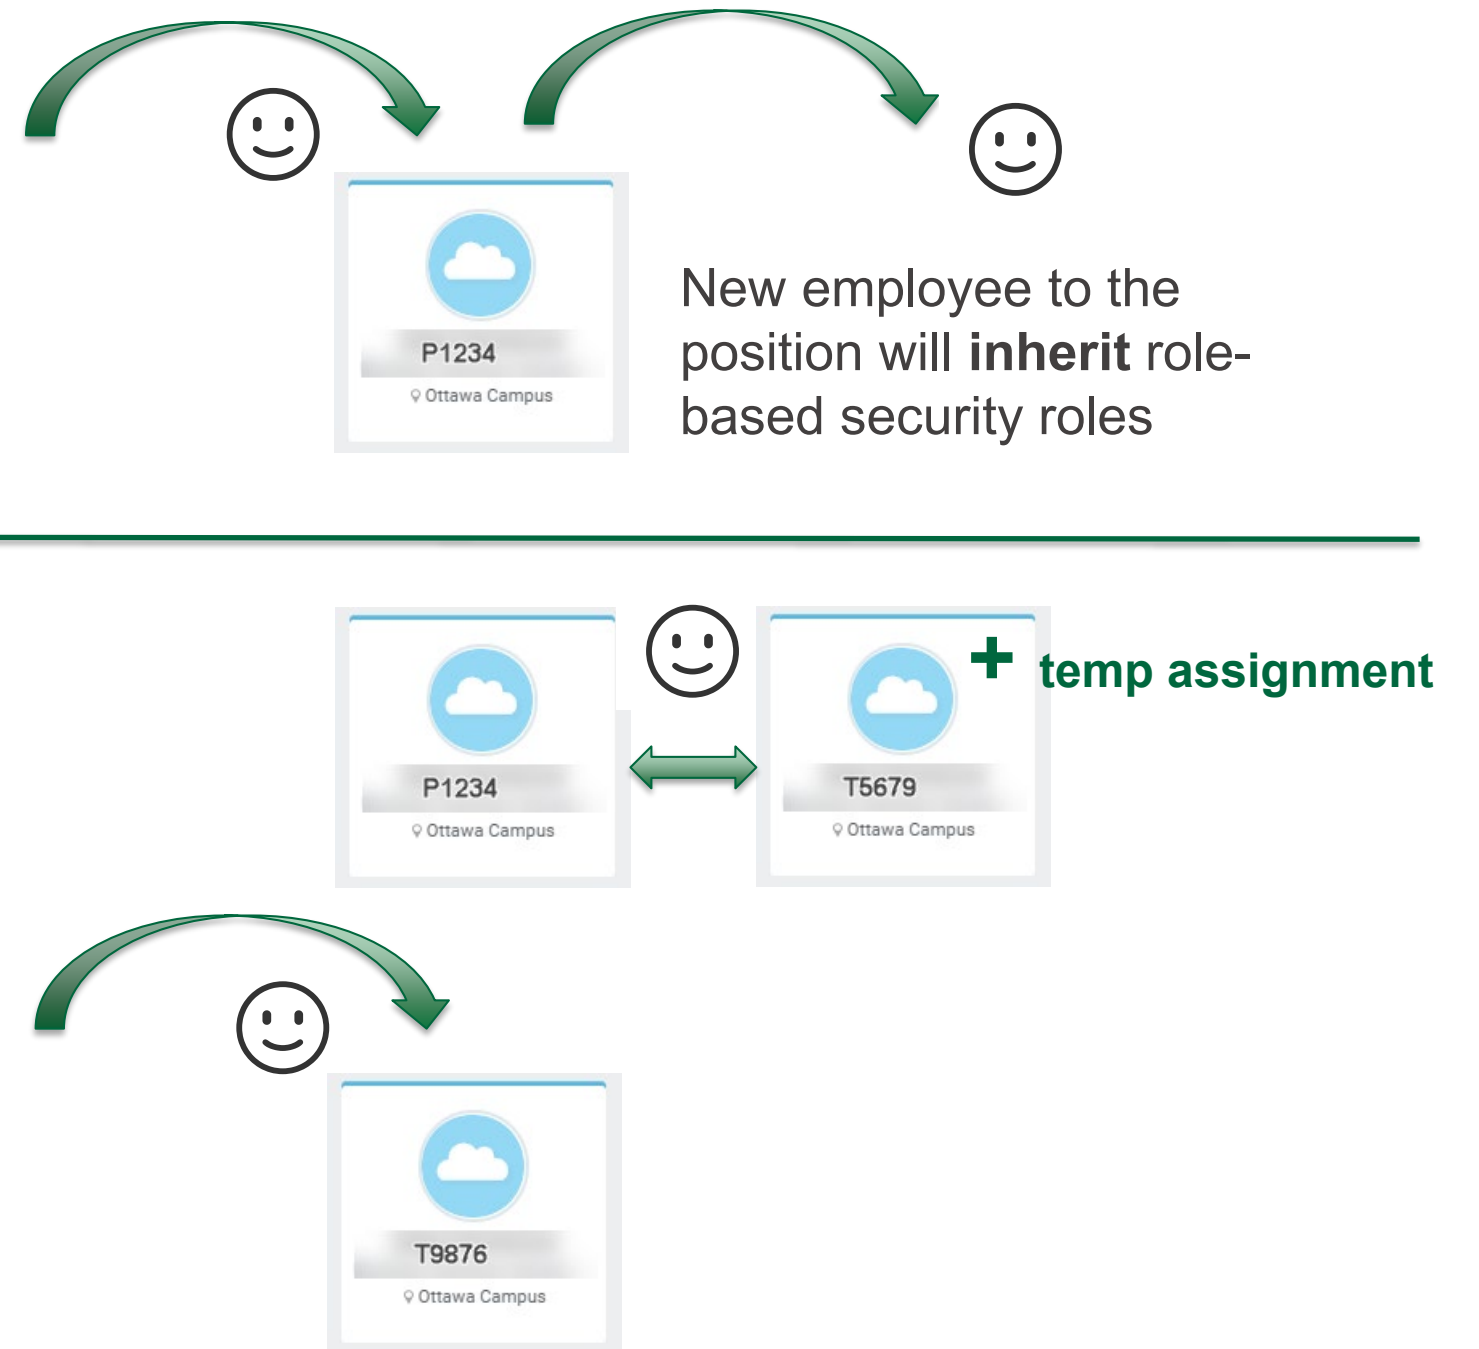 P1234
Ottawa Campus
New employee to the
position will inherit role-
based security roles
+ temp assignment
P1234
Ottawa Campus
T5679
Ottawa Campus
T9876
Ottawa Campus